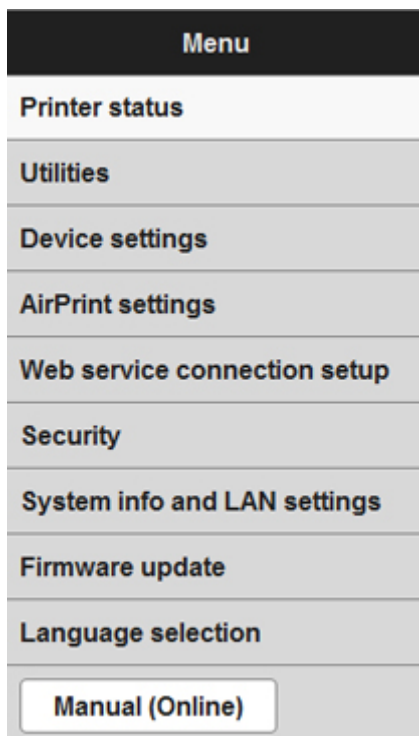 Menu
Printer status
Utilities
Device settings
AirPrint settings
Web service connection setup
Security
System info and LAN settings
Firmware update
Language selection
Manual (Online)